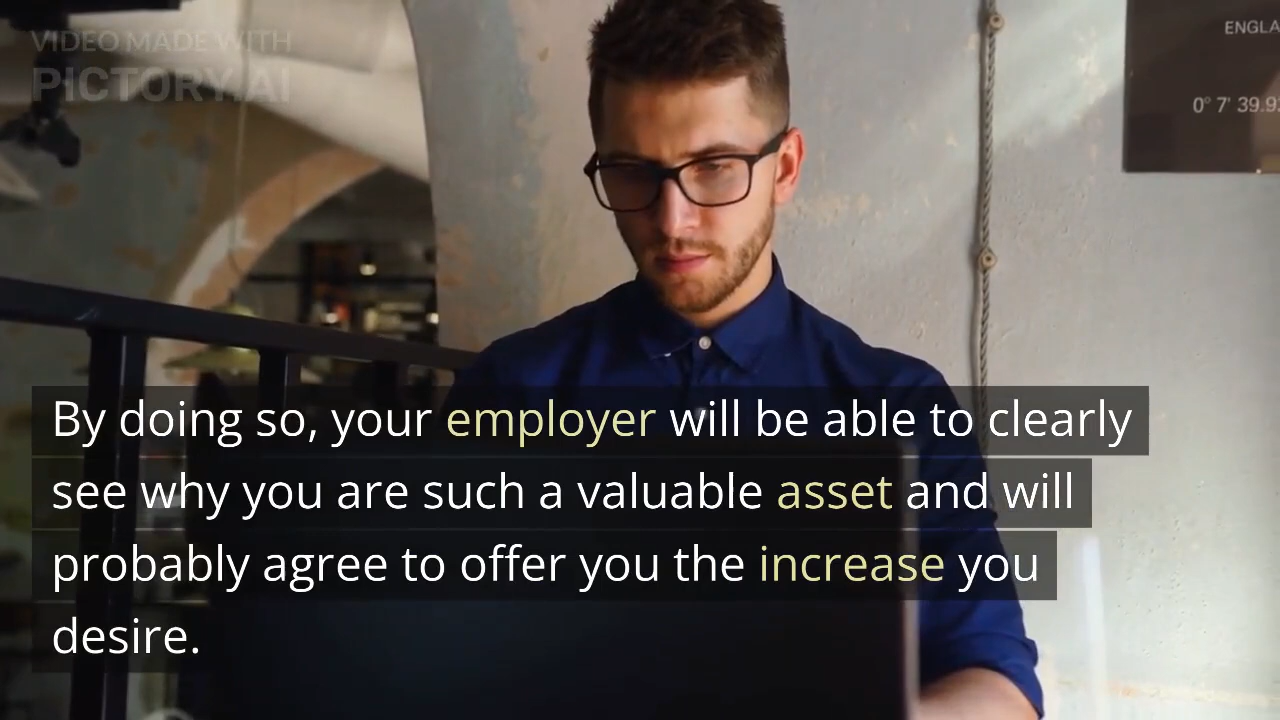 VIDEO MADE WITH
PICTORY.AI
ENGLA
0° 7' 39.9
By doing so, your employer will be able to clearly
see why you are such a valuable asset and will
probably agree to offer you the increase you
desire.